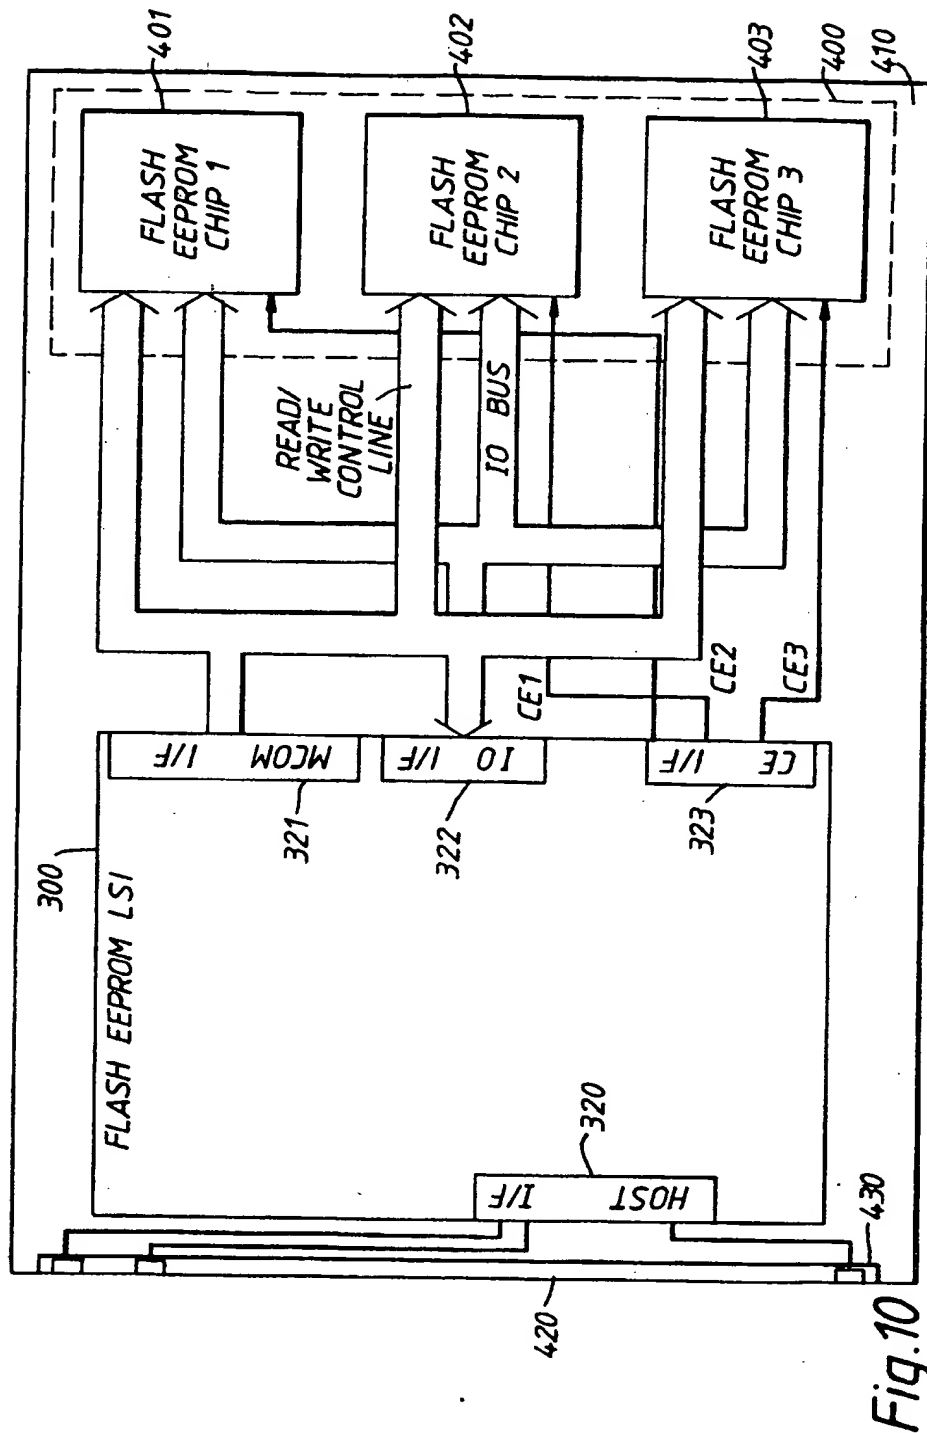 300
FLASH EEPROM LSI
HOST I/F
320
420
430
MCOM I/F
321
IO I/F
322
CE I/F
323
CE1
CE2
CE3
READ/
WRITE
CONTROL
LINE
IO BUS
FLASH
EEPROM
CHIP 1
401
FLASH
EEPROM
CHIP 2
402
FLASH
EEPROM
CHIP 3
403
400
410
Fig.10